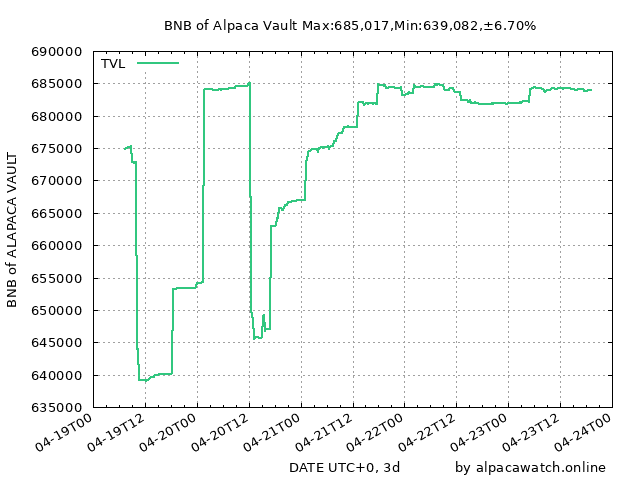 BNB of Alpaca Vault Max:685,017,Min:639,082,±6.70%
TVL
BNB of ALAPACA VAULT
690000
685000
680000
675000
670000
665000
660000
655000
650000
645000
640000
635000
04-19T00
04-19T12
04-20T00
04-20T12
04-21T00
04-21T12
04-22T00
04-22T12
04-23T00
04-23T12
04-24T00
DATE UTC+0, 3d
by alpacawatch.online